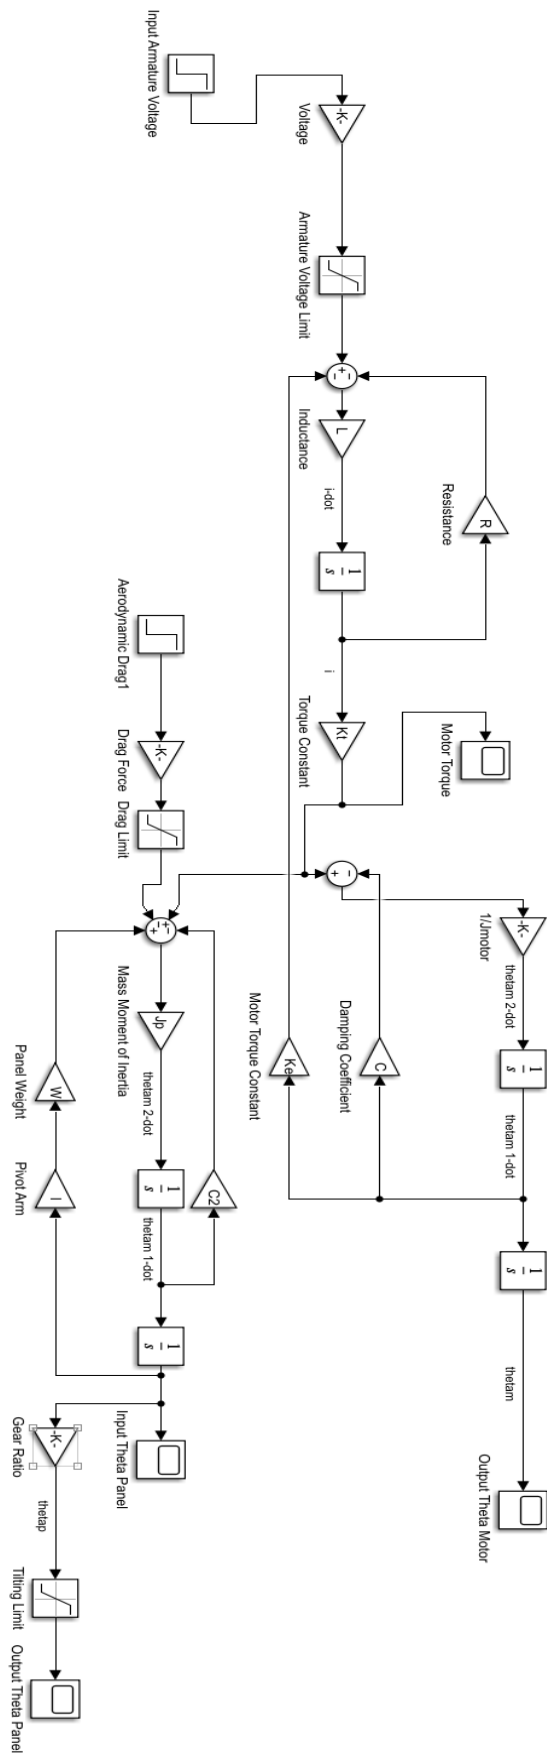 Input Armature Voltage
-K-
Voltage
Armature Voltage Limit
+
−
−
L
Inductance
i-dot
1
s
R
Resistance
i
Kt
Torque Constant
Motor Torque
−
+
-K-
1/Jmotor
thetam 2-dot
1
s
thetam 1-dot
1
s
thetam
Output Theta Motor
C
Damping Coefficient
Ke
Motor Torque Constant
Aerodynamic Drag1
-K-
Drag Force
Drag Limit
Jp
Mass Moment of Inertia
thetam 2-dot
1
s
thetam 1-dot
1
s
C2
W
Panel Weight
l
Pivot Arm
Input Theta Panel
-K-
Gear Ratio
thetap
Tilting Limit
Output Theta Panel